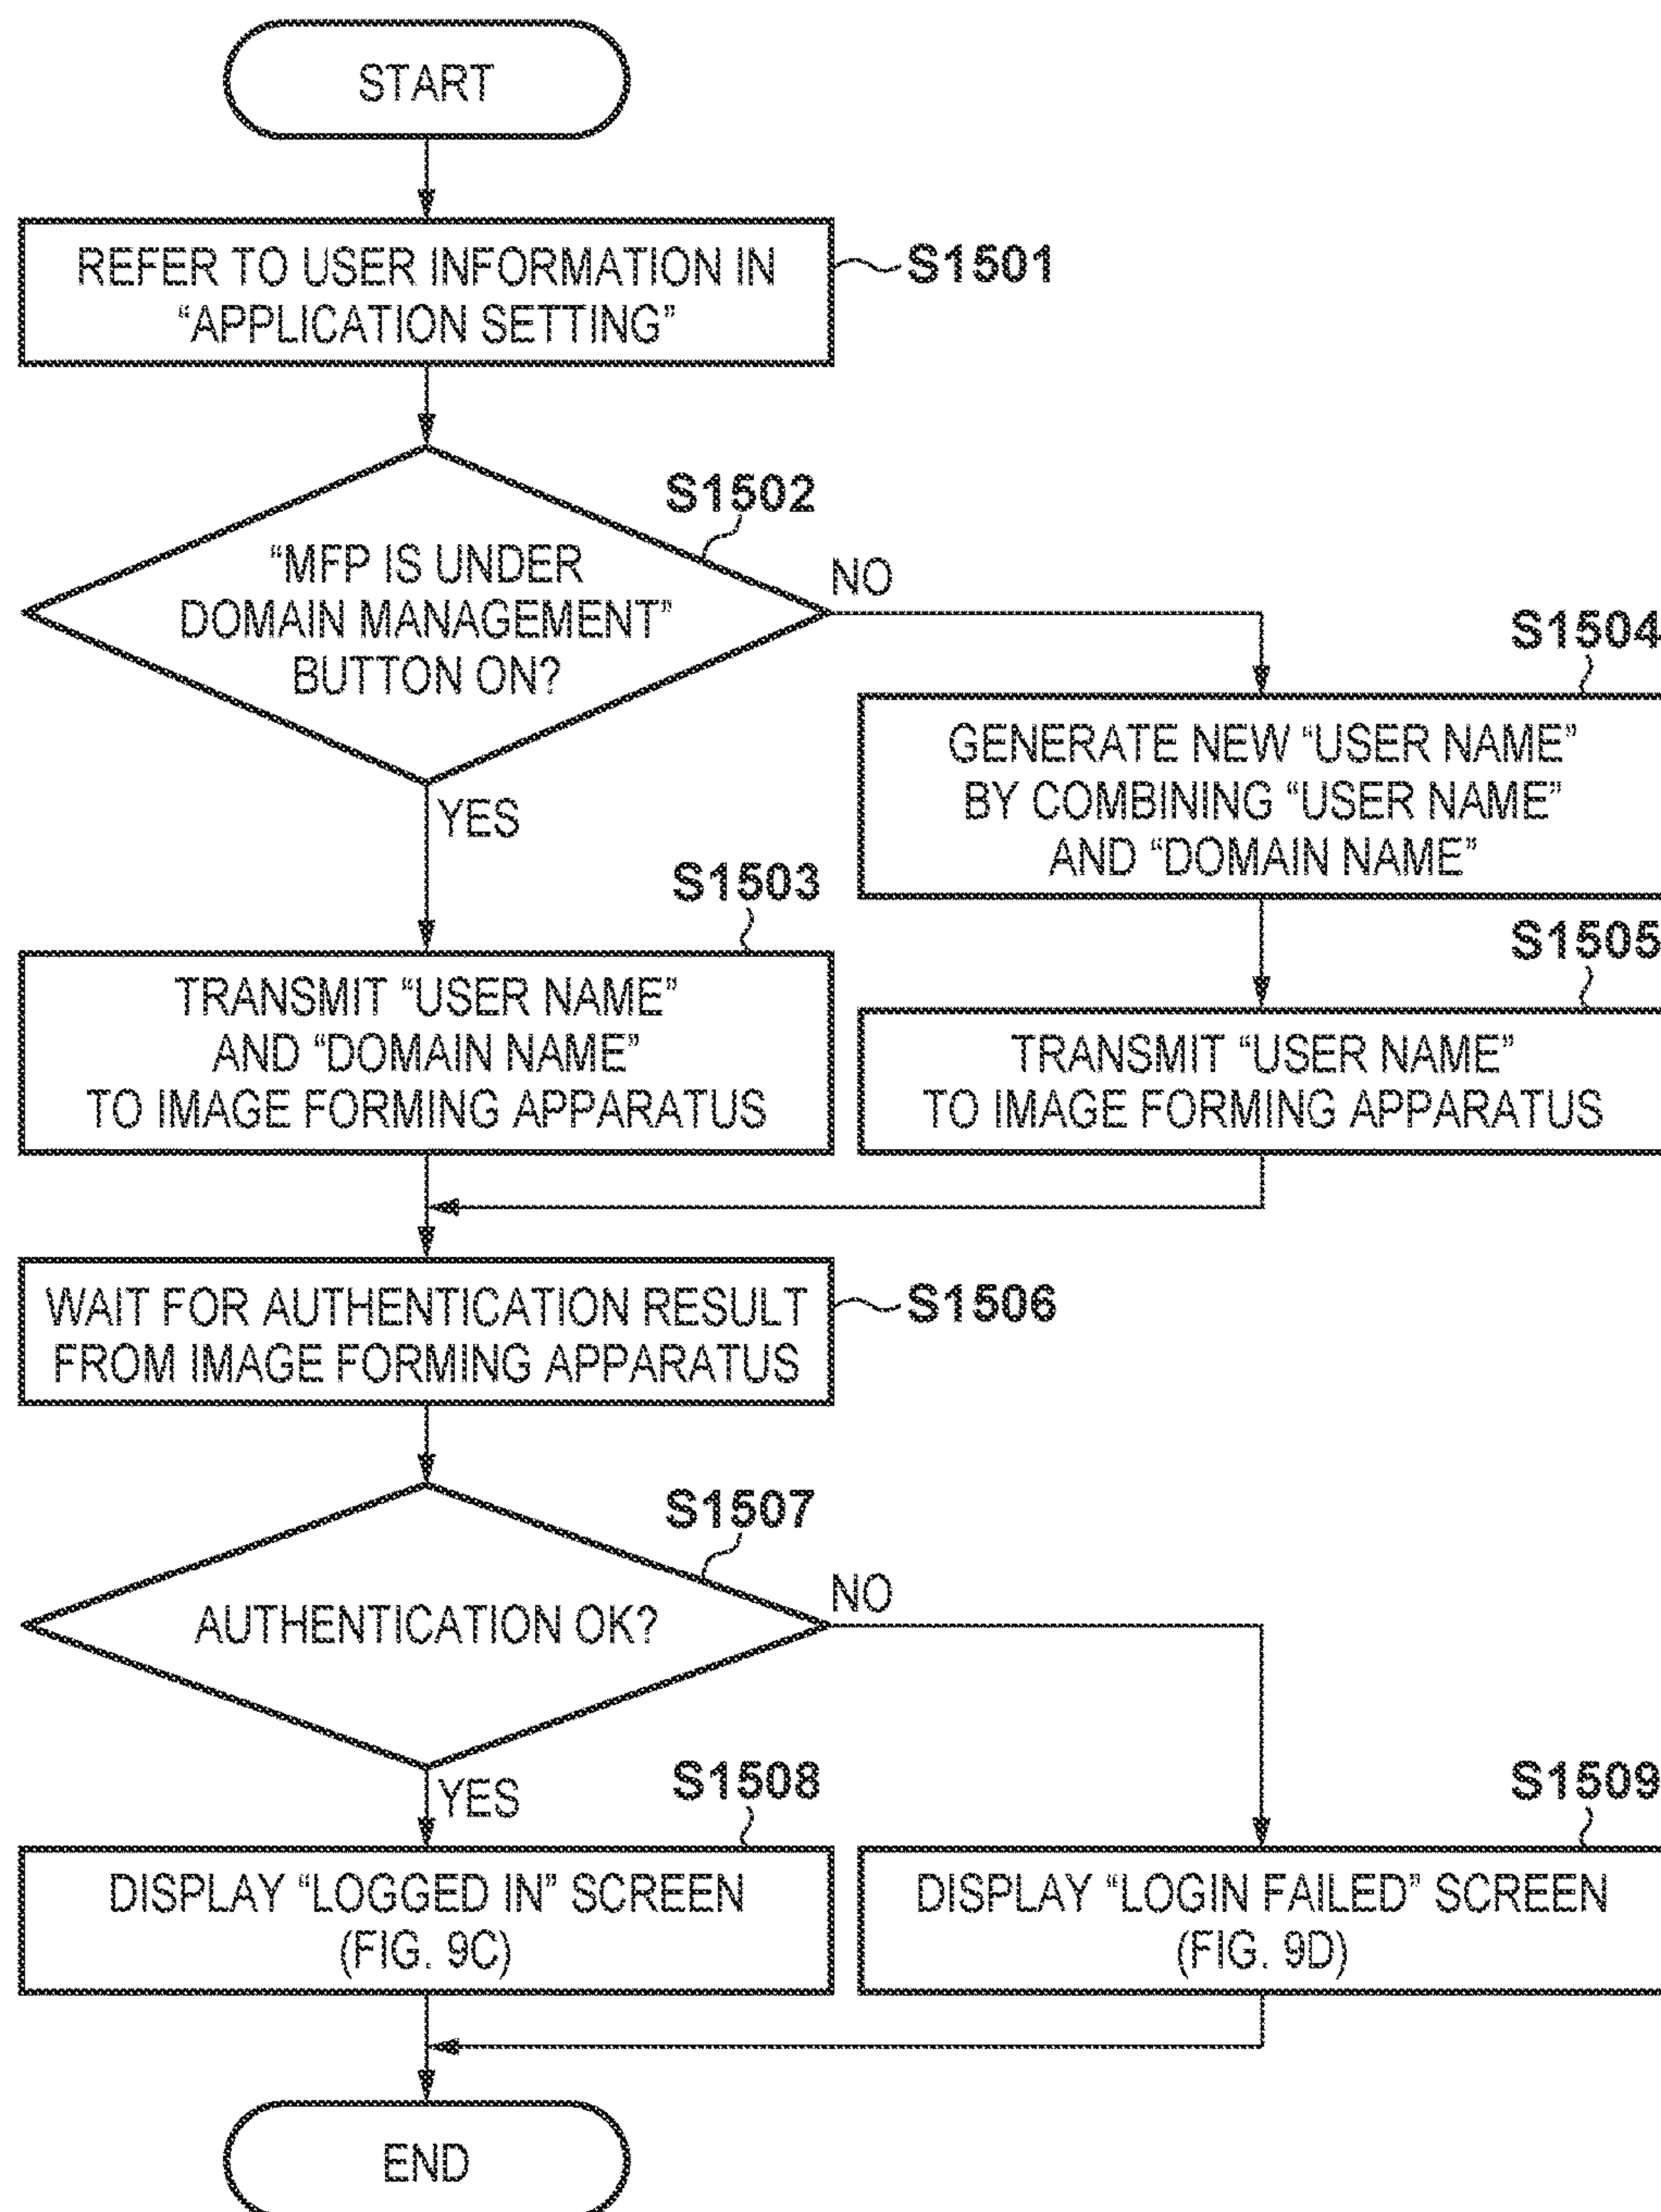 START
REFER TO USER INFORMATION IN
“APPLICATION SETTING”
S1501
S1502
“MFP IS UNDER
DOMAIN MANAGEMENT”
BUTTON ON?
NO
YES
S1504
GENERATE NEW “USER NAME”
BY COMBINING “USER NAME”
AND “DOMAIN NAME”
S1503
TRANSMIT “USER NAME”
AND “DOMAIN NAME”
TO IMAGE FORMING APPARATUS
S1505
TRANSMIT “USER NAME”
TO IMAGE FORMING APPARATUS
WAIT FOR AUTHENTICATION RESULT
FROM IMAGE FORMING APPARATUS
S1506
S1507
AUTHENTICATION OK?
NO
YES
S1508
DISPLAY “LOGGED IN” SCREEN
(FIG. 9C)
S1509
DISPLAY “LOGIN FAILED” SCREEN
(FIG. 9D)
END